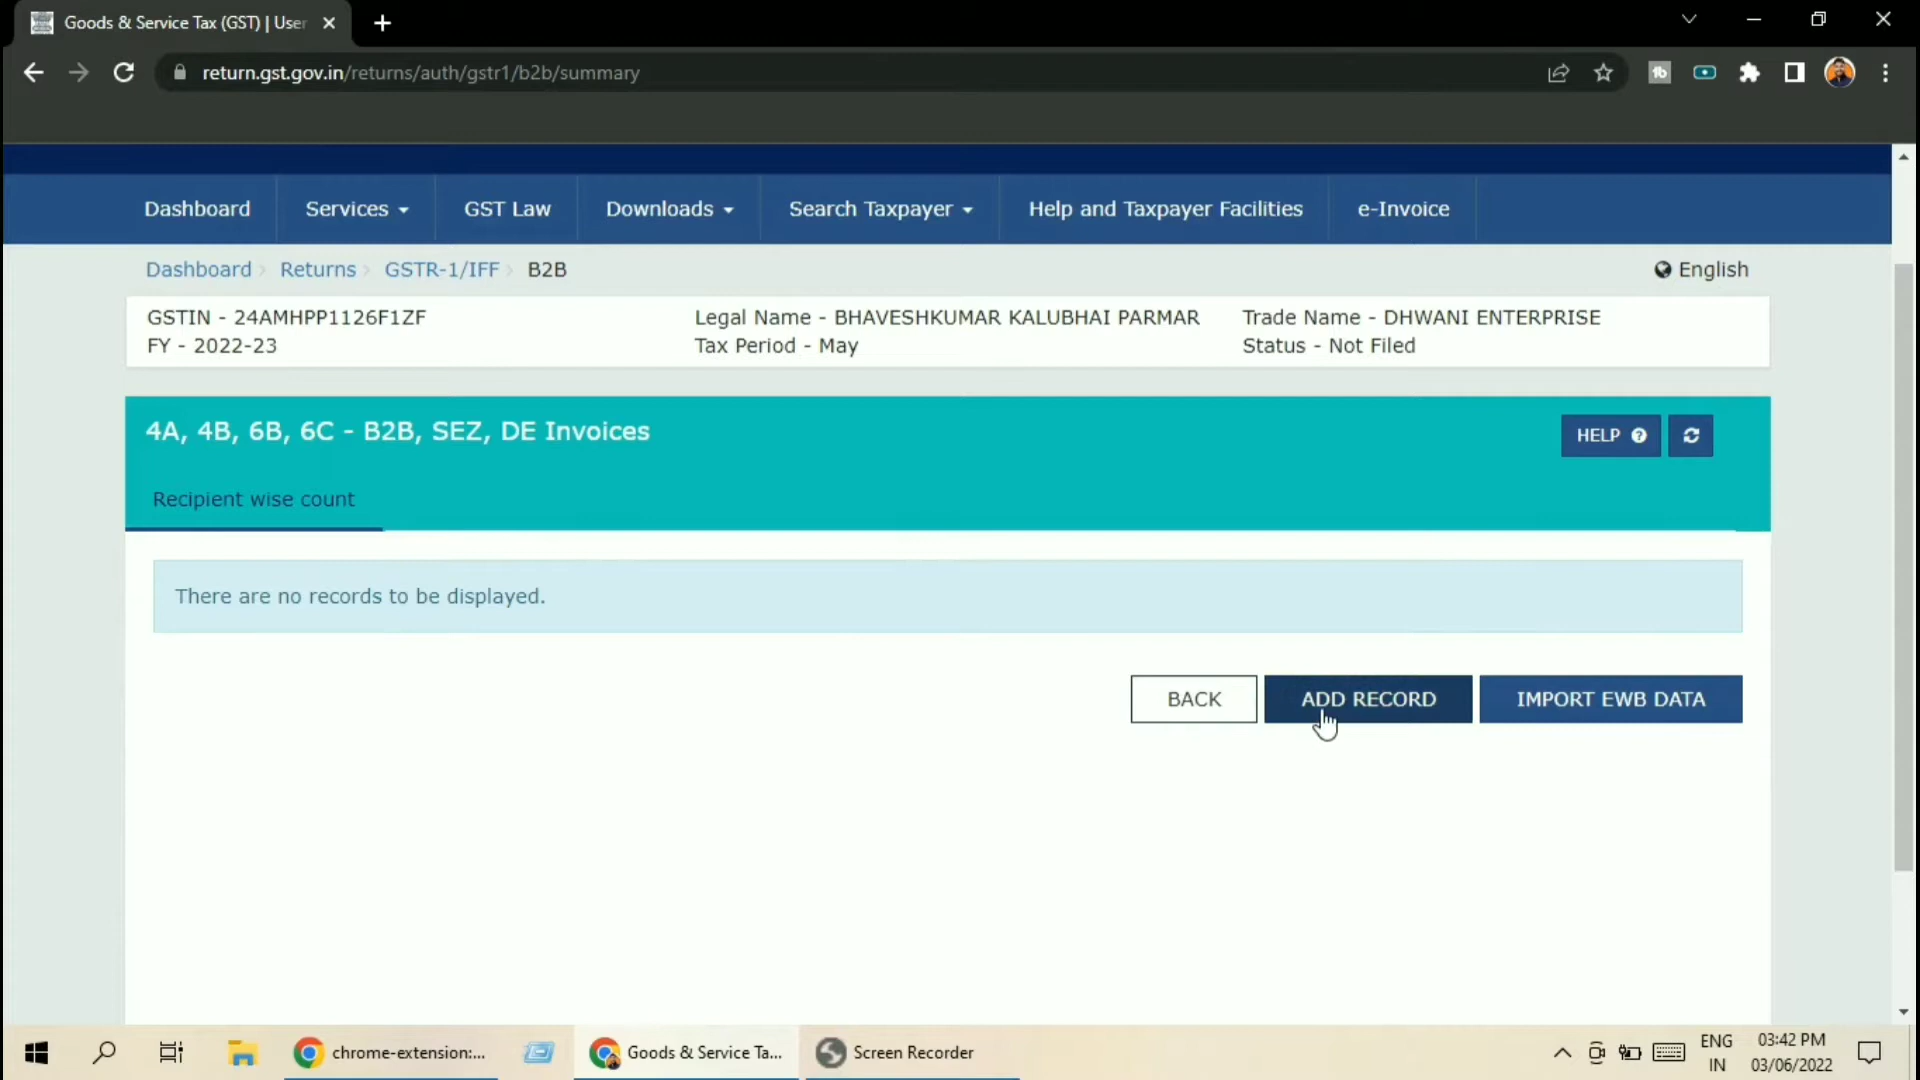 Goods & Service Tax (GST) | User
return.gst.gov.in/returns/auth/gstr1/b2b/summary
Dashboard Services GST Law Downloads Search Taxpayer Help and Taxpayer Facilities e-Invoice
Dashboard Returns GSTR-1/IFF B2B English
GSTIN - 24AMHPP1126F1ZF Legal Name - BHAVESHKUMAR KALUBHAI PARMAR Trade Name - DHWANI ENTERPRISE
FY - 2022-23 Tax Period - May Status - Not Filed
4A, 4B, 6B, 6C - B2B, SEZ, DE Invoices HELP
Recipient wise count
There are no records to be displayed.
BACK ADD RECORD IMPORT EWB DATA
chrome-extension:... Goods & Service Ta... Screen Recorder
ENG 03:42 PM
IN 03/06/2022